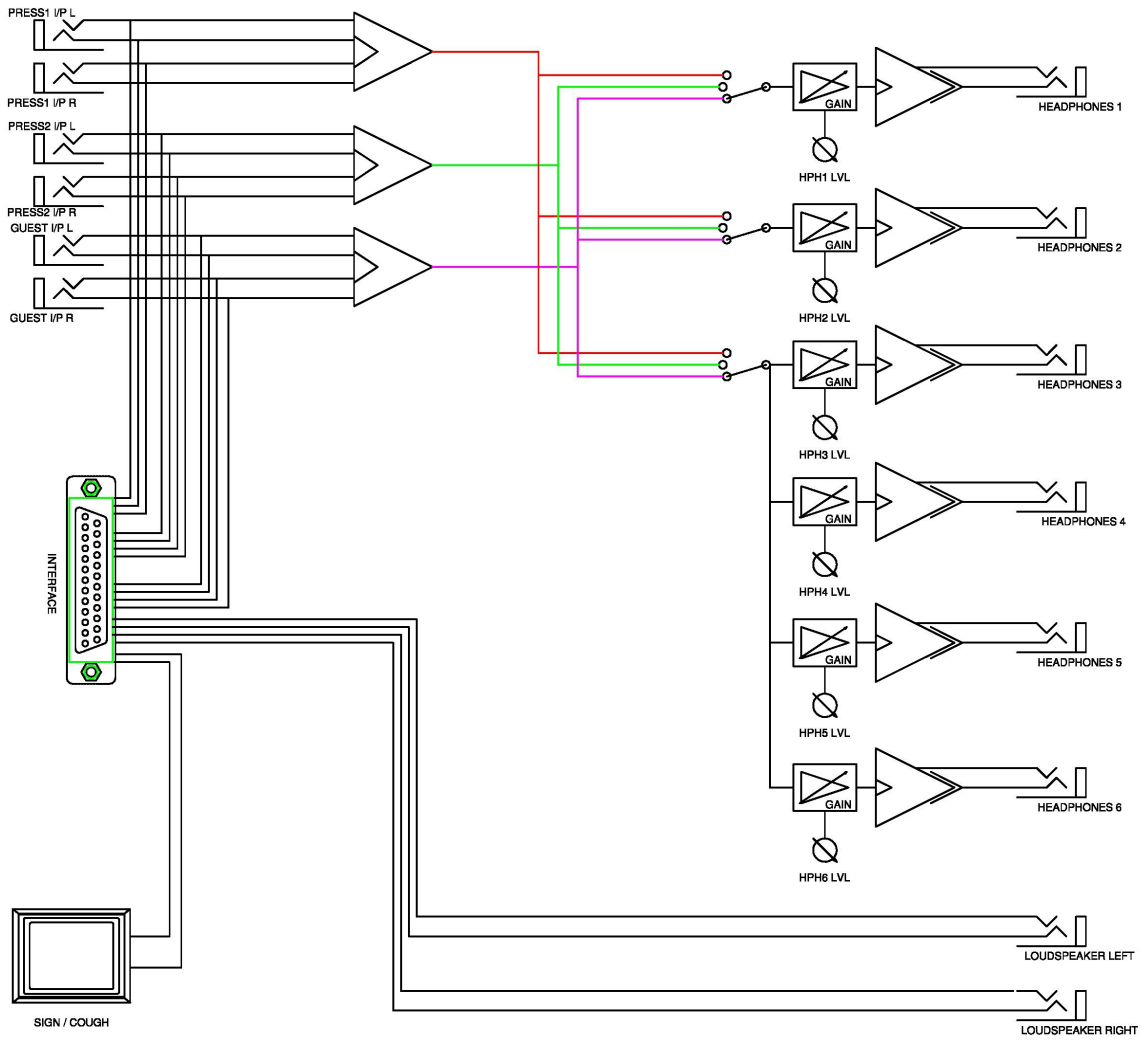 PRESS1 I/P L
PRESS1 I/P R
PRESS2 I/P L
PRESS2 I/P R
GUEST I/P L
GUEST I/P R
INTERFACE
SIGN / COUGH
GAIN
HPH1 LVL
HEADPHONES 1
GAIN
HPH2 LVL
HEADPHONES 2
GAIN
HPH3 LVL
HEADPHONES 3
GAIN
HPH4 LVL
HEADPHONES 4
GAIN
HPH5 LVL
HEADPHONES 5
GAIN
HPH6 LVL
HEADPHONES 6
LOUDSPEAKER LEFT
LOUDSPEAKER RIGHT